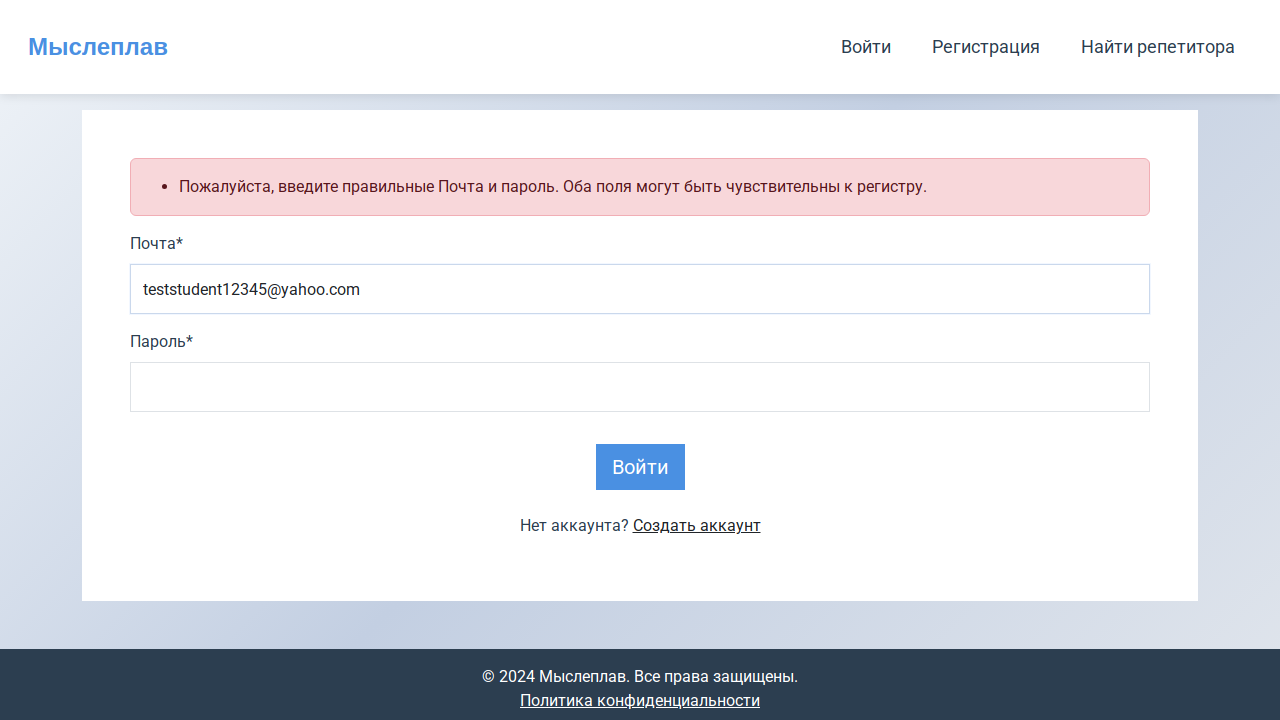 Мыслеплав
Войти
Регистрация
Найти репетитора
Пожалуйста, введите правильные Почта и пароль. Оба поля могут быть чувствительны к регистру.
Почта*
teststudent12345@yahoo.com
Пароль*
Войти
Нет аккаунта? Создать аккаунт
© 2024 Мыслеплав. Все права защищены.
Политика конфиденциальности